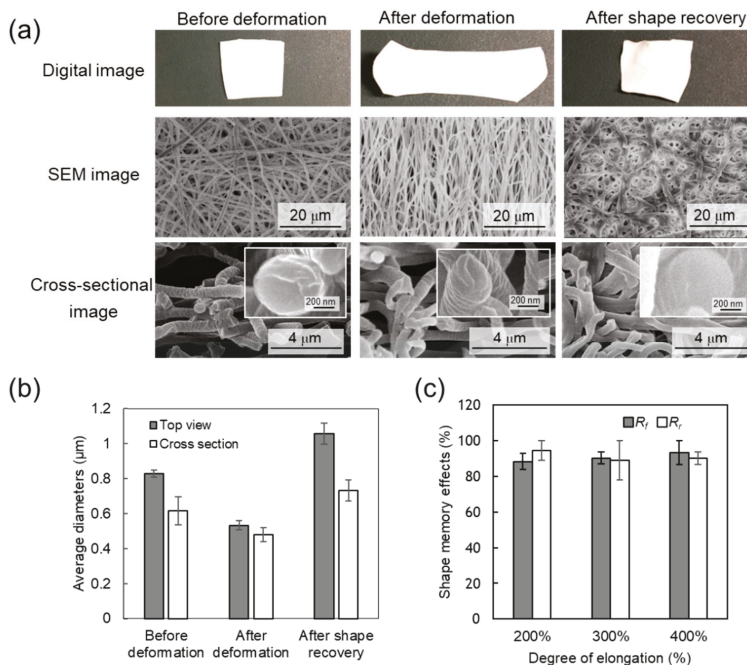 (a)
Before deformation
After deformation
After shape recovery
Digital image
SEM image
20 μm
20 μm
20 μm
Cross-sectional
image
200 nm
4 μm
200 nm
4 μm
200 nm
4 μm
(b)
Average diameters (μm)
1.2
1
0.8
0.6
0.4
0.2
0
Top view
Cross section
Before
deformation
After
deformation
After shape
recovery
(c)
Shape memory effects (%)
120
100
80
60
40
20
0
Rf
Rr
200%
300%
400%
Degree of elongation (%)